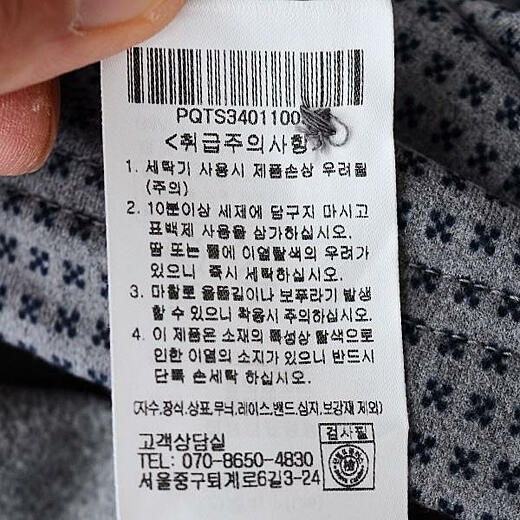 PQTS3401100
<취급주의사항>
1. 세탁기 사용시 제품손상 우려됨
(주의)
2. 10분이상 세제에 담구지 마시고
표백제 사용을 삼가하십시오.
땀 또는 물에 이염탈색의 우려가
있으니 즉시 세탁하십시오.
3. 마찰로 올뜯김이나 보푸라기 발생
할 수 있으니 착용시 주의하십시오.
4. 이 제품은 소재의 특성상 탈색으로
인한 이염의 소지가 있으니 반드시
단독 손세탁 하십시오.
(자수,장식,상표,무늬,레이스,밴드,심지,보강재 제외)
고객상담실
검사필
TEL: 070-8650-4830
서울중구퇴계로6길3-24